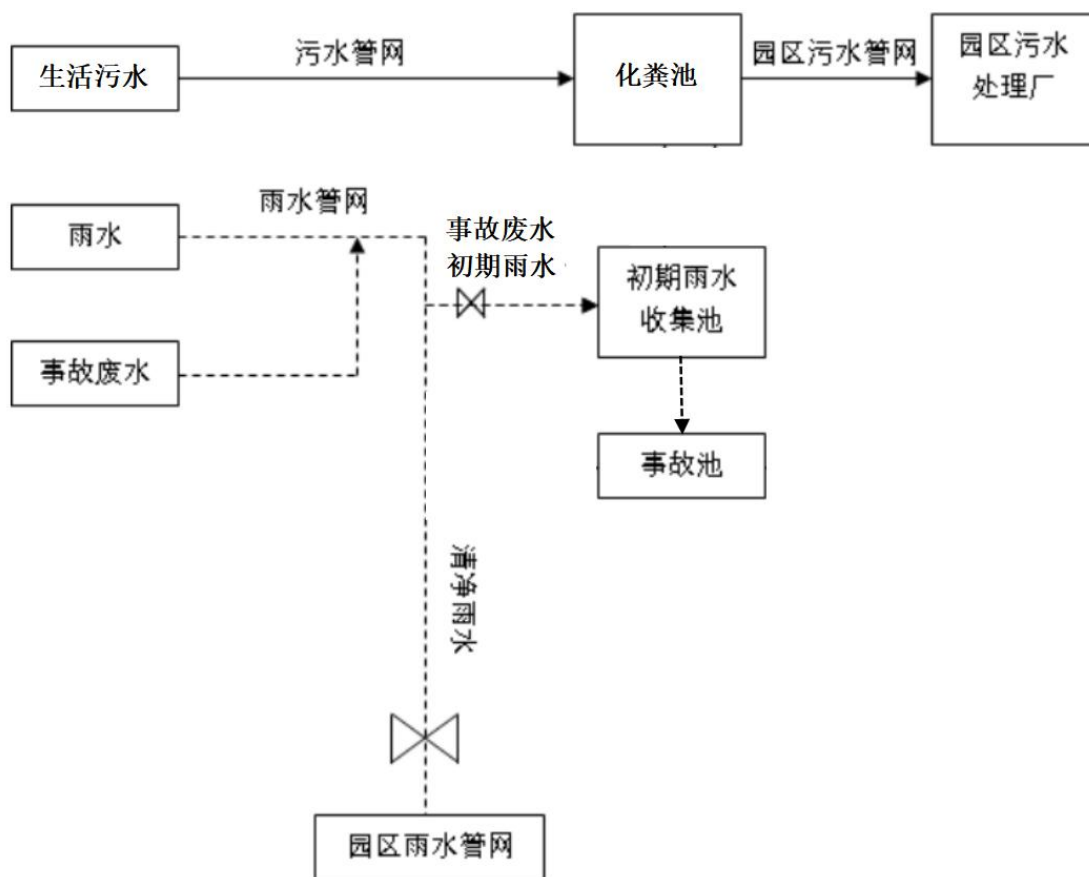 生活污水
污水管网
化粪池
园区污水管网
园区污水
处理厂
雨水
雨水管网
事故废水
初期雨水
初期雨水
收集池
事故废水
事故池
清净雨水
园区雨水管网